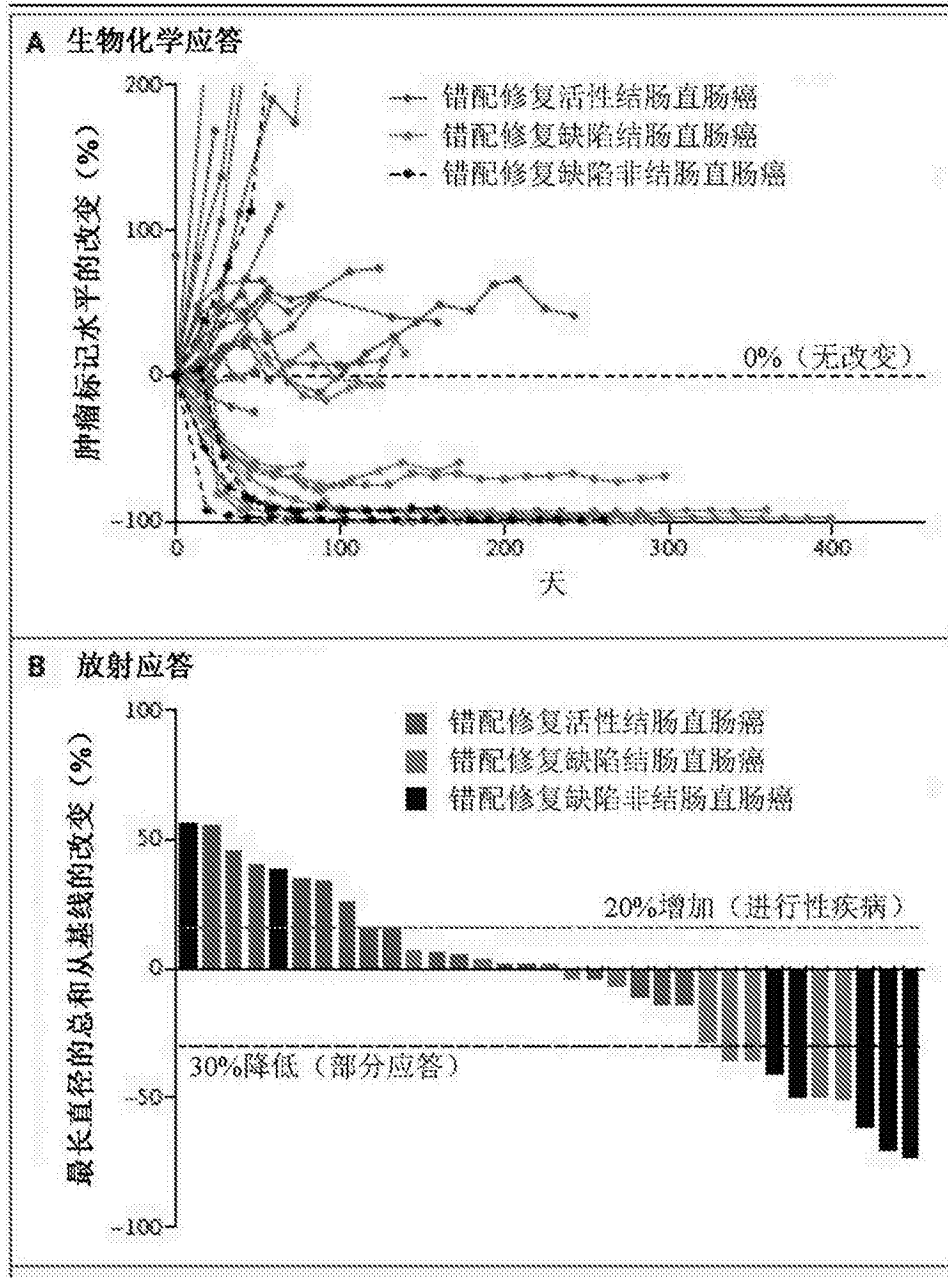 A 生物化学应答
200
100
0
-100
肿瘤标记水平的改变（%）
错配修复活性结肠直肠癌
错配修复缺陷结肠直肠癌
错配修复缺陷非结肠直肠癌
0%（无改变）
0 100 200 300 400
天
B 放射应答
100
50
0
-50
-100
最长直径的总和从基线的改变（%）
错配修复活性结肠直肠癌
错配修复缺陷结肠直肠癌
错配修复缺陷非结肠直肠癌
20%增加（进行性疾病）
30%降低（部分应答）